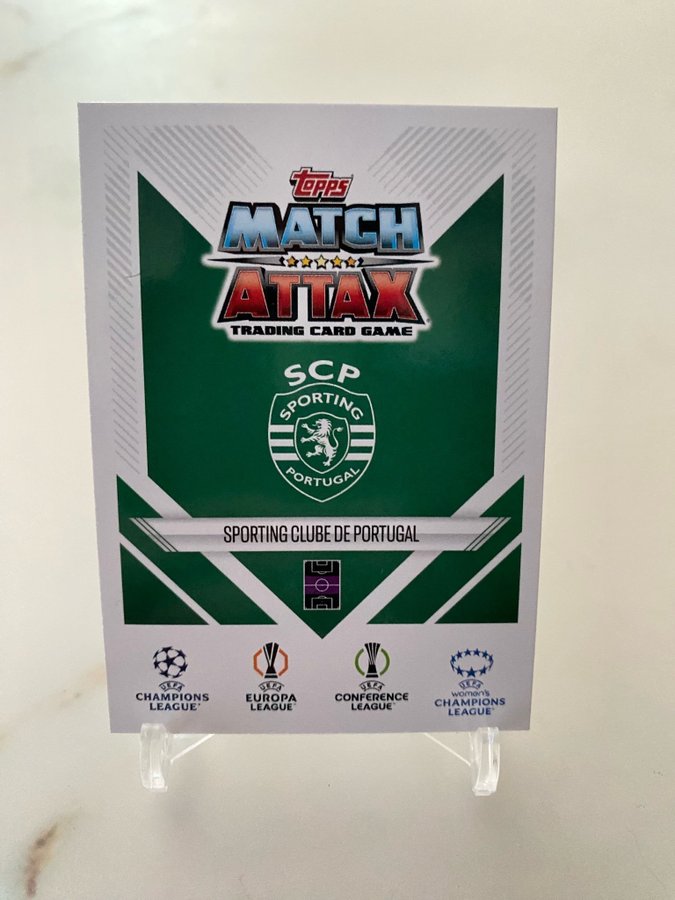 topps
MATCH
ATTAX
TRADING CARD GAME
SCP
SPORTING
PORTUGAL
SPORTING CLUBE DE PORTUGAL
UEFA
CHAMPIONS
LEAGUE
UEFA
EUROPA
LEAGUE
UEFA
CONFERENCE
LEAGUE
UEFA
women's
CHAMPIONS
LEAGUE